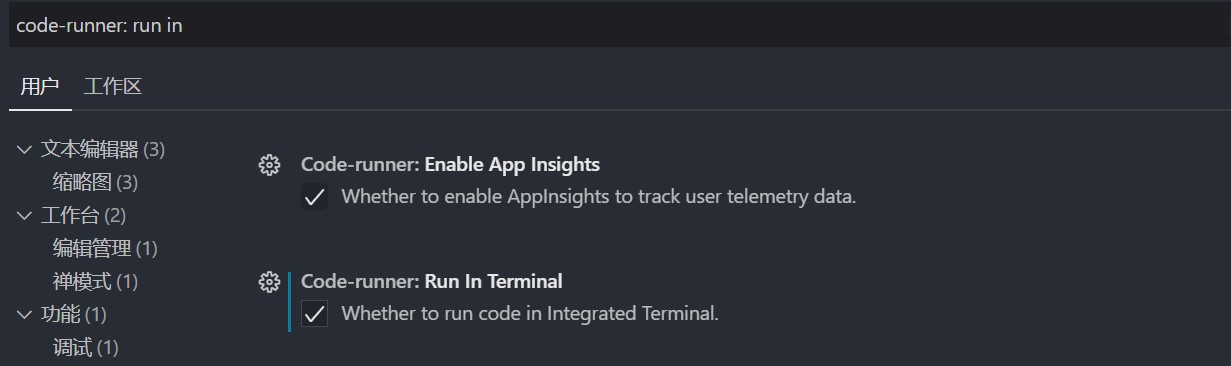 code-runner: run in
用户 工作区
文本编辑器 (3)
缩略图 (3)
工作台 (2)
编辑管理 (1)
禅模式 (1)
功能 (1)
调试 (1)
Code-runner: Enable App Insights
Whether to enable AppInsights to track user telemetry data.
Code-runner: Run In Terminal
Whether to run code in Integrated Terminal.